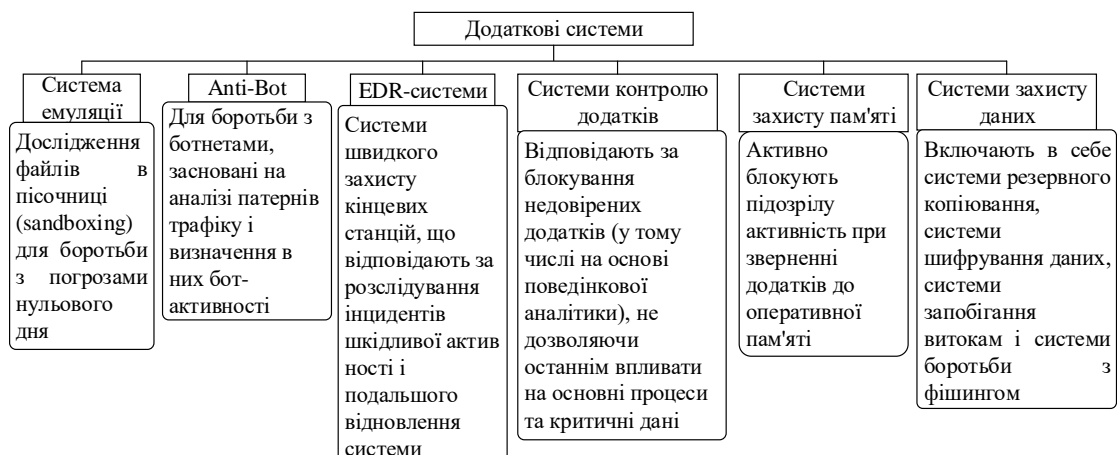 Додаткові системи
Система
емуляції
Дослідження
файлів в
пісочниці
(sandboxing)
для боротьби
з погрозами
нульового
дня
Anti-Bot
Для боротьби з
ботнетами,
засновані на
аналізі патернів
трафіку і
визначення в
них бот-
активності
EDR-системи
Системи
швидкого
захисту
кінцевих
станцій, що
відповідають за
розслідування
інцидентів
шкідливої актив
ності і
подальшого
відновлення
системи
Системи контролю
додатків
Відповідають за
блокування
недовірених
додатків (у тому
числі на основі
поведінкової
аналітики), не
дозволяючи
останнім впливати
на основні процеси
та критичні дані
Системи
захисту пам'яті
Активно
блокують
підозрілу
активність при
зверненні
додатків до
оперативної
пам'яті
Системи захисту
даних
Включають в себе
системи резервного
копіювання,
системи
шифрування даних,
системи
запобігання
витокам і системи
боротьби з
фішингом